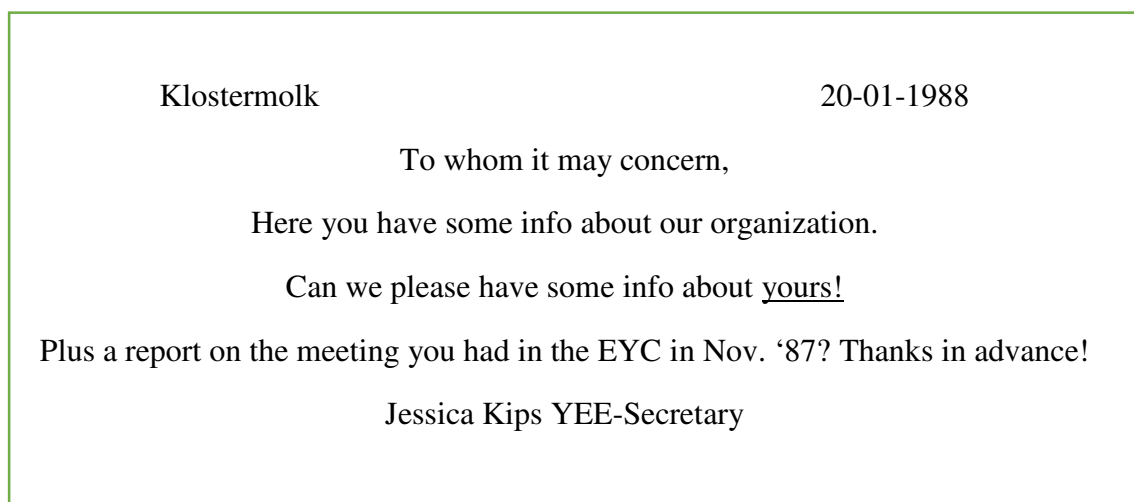 Klostermolk 20-01-1988
To whom it may concern,
Here you have some info about our organization.
Can we please have some info about yours!
Plus a report on the meeting you had in the EYC in Nov. ‘87? Thanks in advance!
Jessica Kips YEE-Secretary